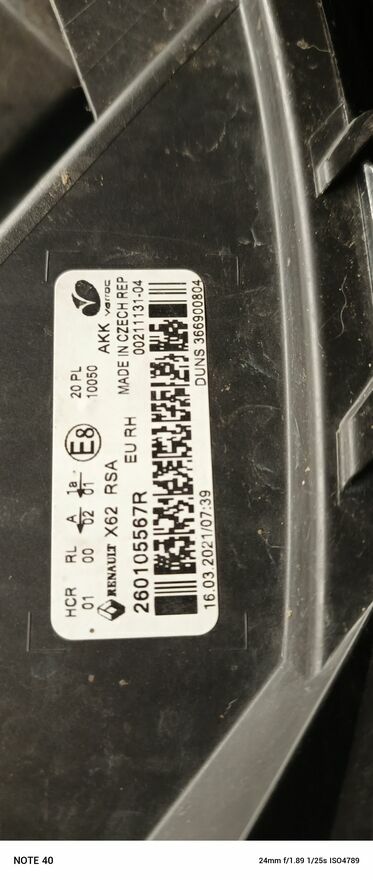 HCR RL A 1a 20 PL
01 00 02 01 E8 10050 varroc
RENAULT X62 RSA AKK
EU RH MADE IN CZECH REP
260105567R 00211131-04
16.03.2021/07:39 DUNS 366900804
NOTE 40
24mm f/1.89 1/25s ISO4789